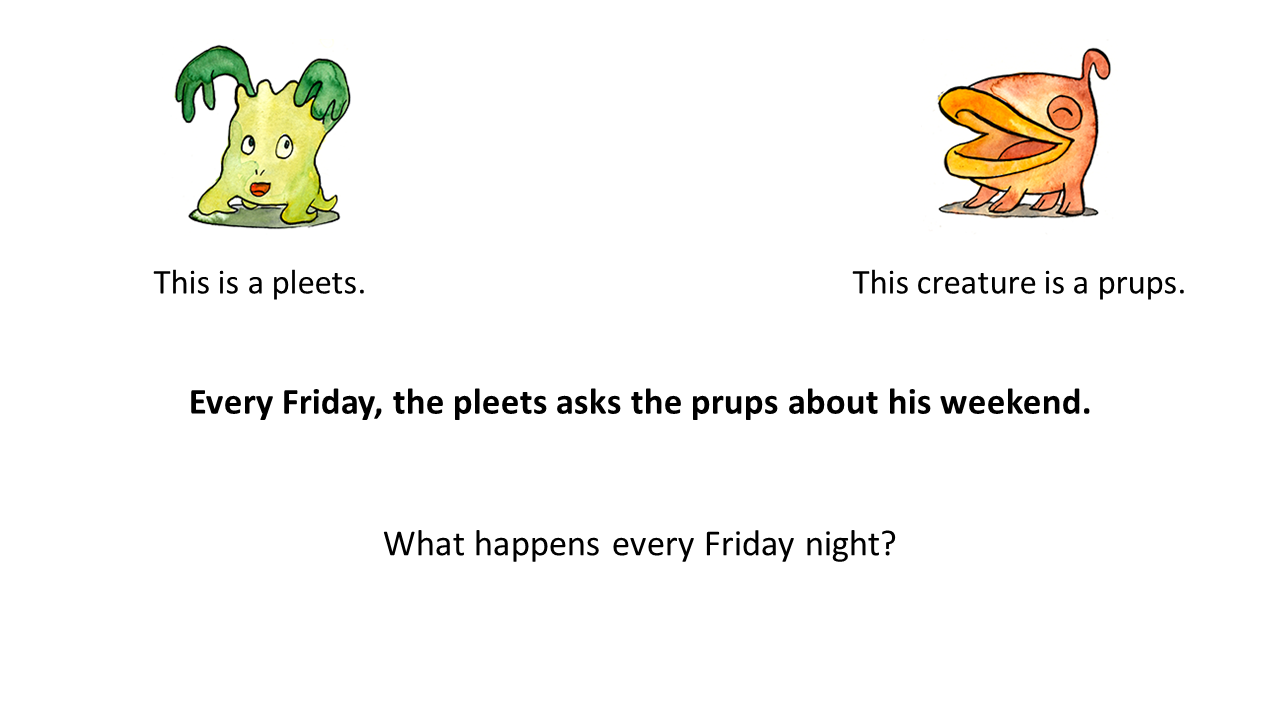 This is a pleets.
This creature is a prups.
Every Friday, the pleets asks the prups about his weekend.
What happens every Friday night?